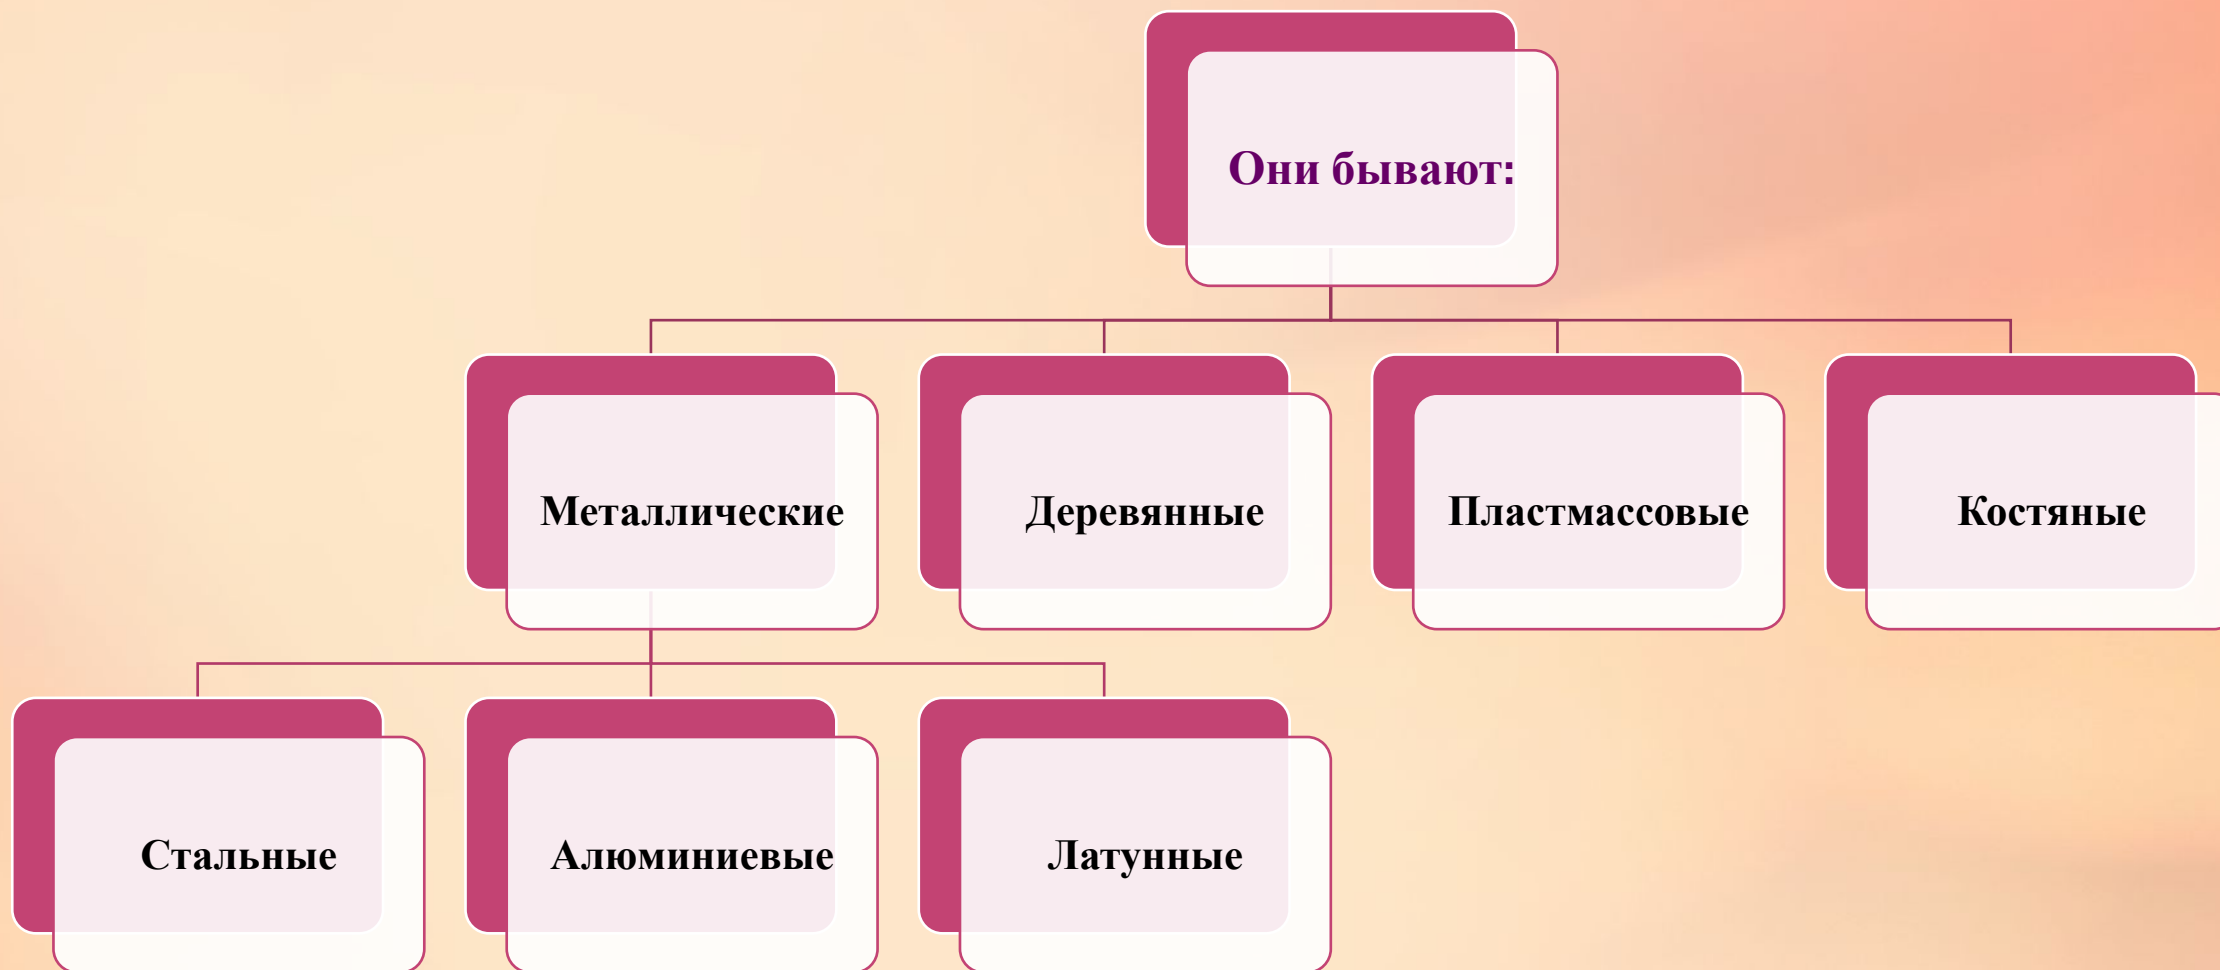 Они бывают:
Металлические
Деревянные
Пластмассовые
Костяные
Стальные
Алюминиевые
Латунные